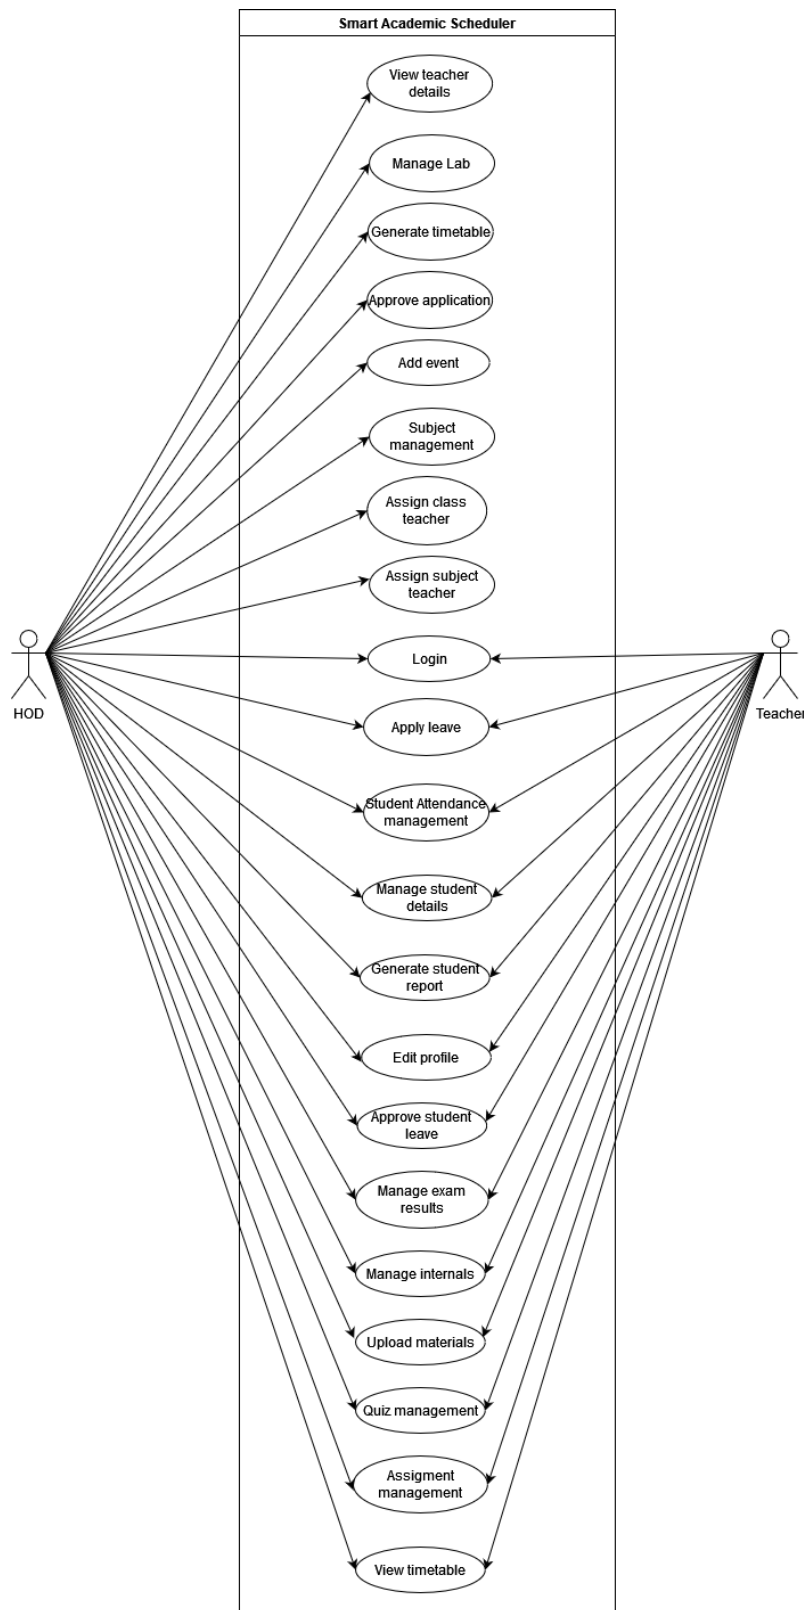 Smart Academic Scheduler
View teacher
details
Manage Lab
Generate timetable
Approve application
Add event
Subject
management
Assign class
teacher
Assign subject
teacher
Login
HOD
Teacher
Apply leave
Student Attendance
management
Manage student
details
Generate student
report
Edit profile
Approve student
leave
Manage exam
results
Manage internals
Upload materials
Quiz management
Assigment
management
View timetable